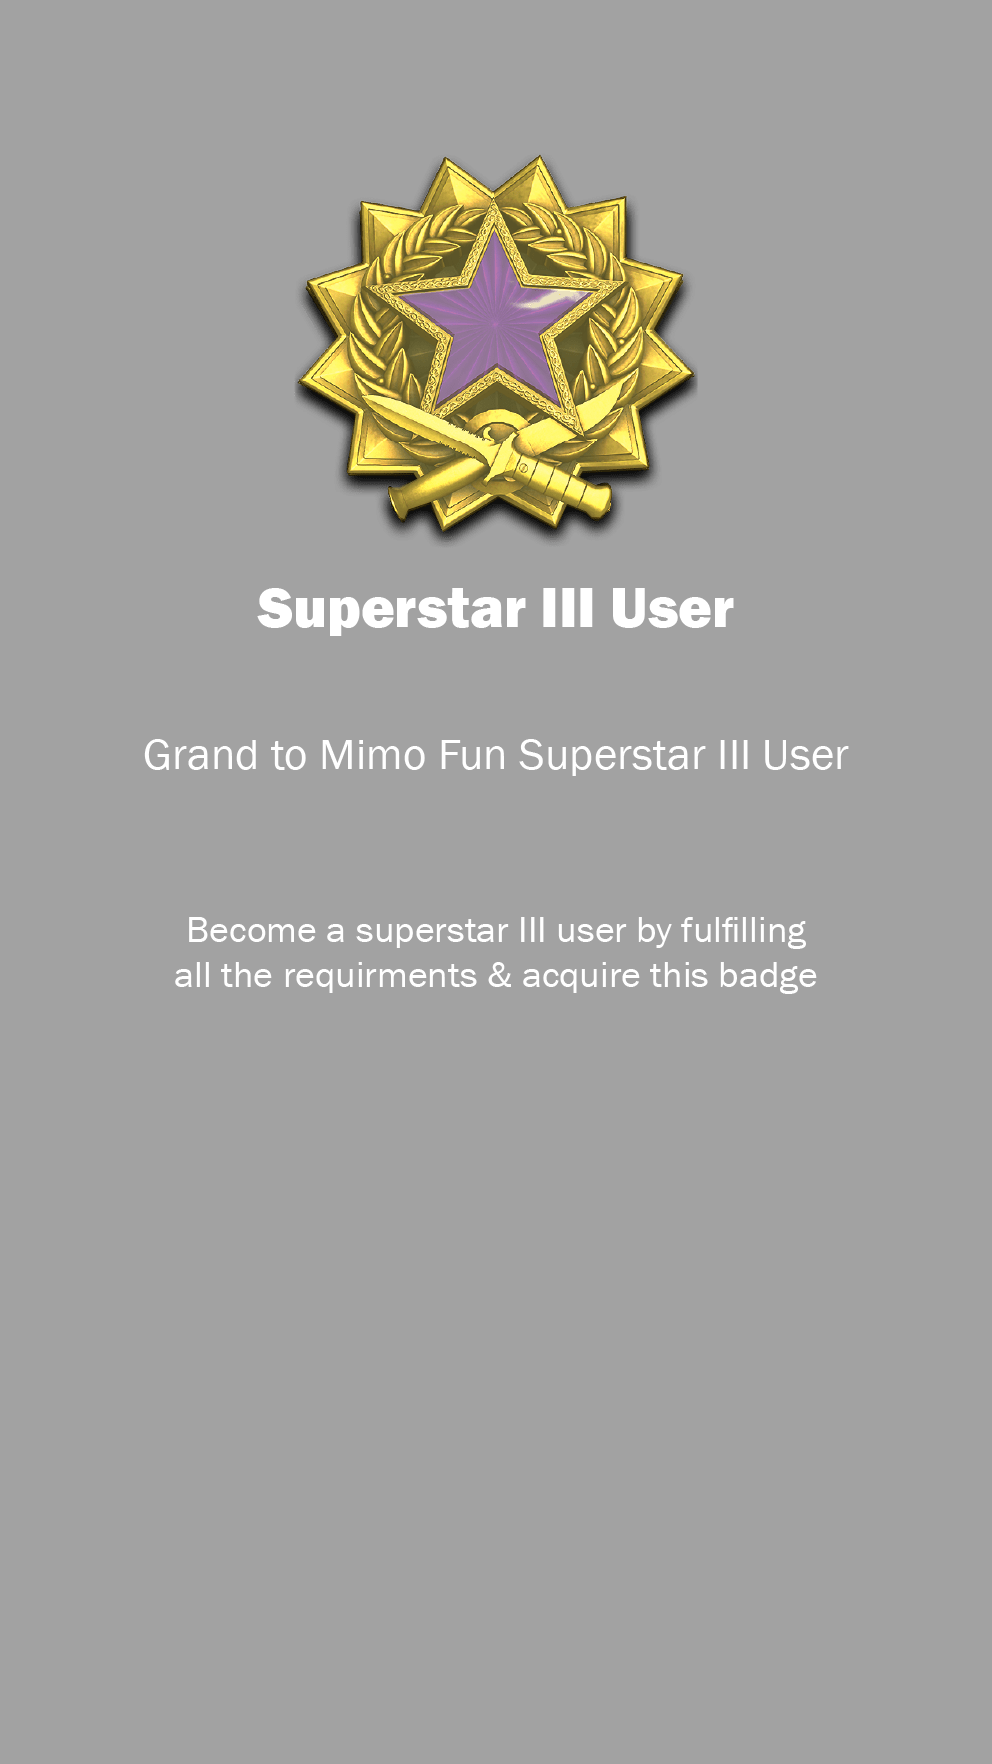 Superstar III User
Grand to Mimo Fun Superstar III User
Become a superstar III user by fulfilling
all the requirments & acquire this badge